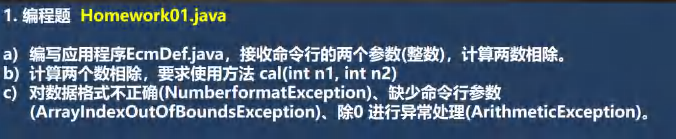 1. 编程题 Homework01.java
a) 编写应用程序EcmDef.java，接收命令行的两个参数(整数)，计算两数相除。
b) 计算两个数相除，要求使用方法 cal(int n1, int n2)
c) 对数据格式不正确(NumberformatException)、缺少命令行参数
(ArrayIndexOutOfBoundsException)、除0 进行异常处理(ArithmeticException)。